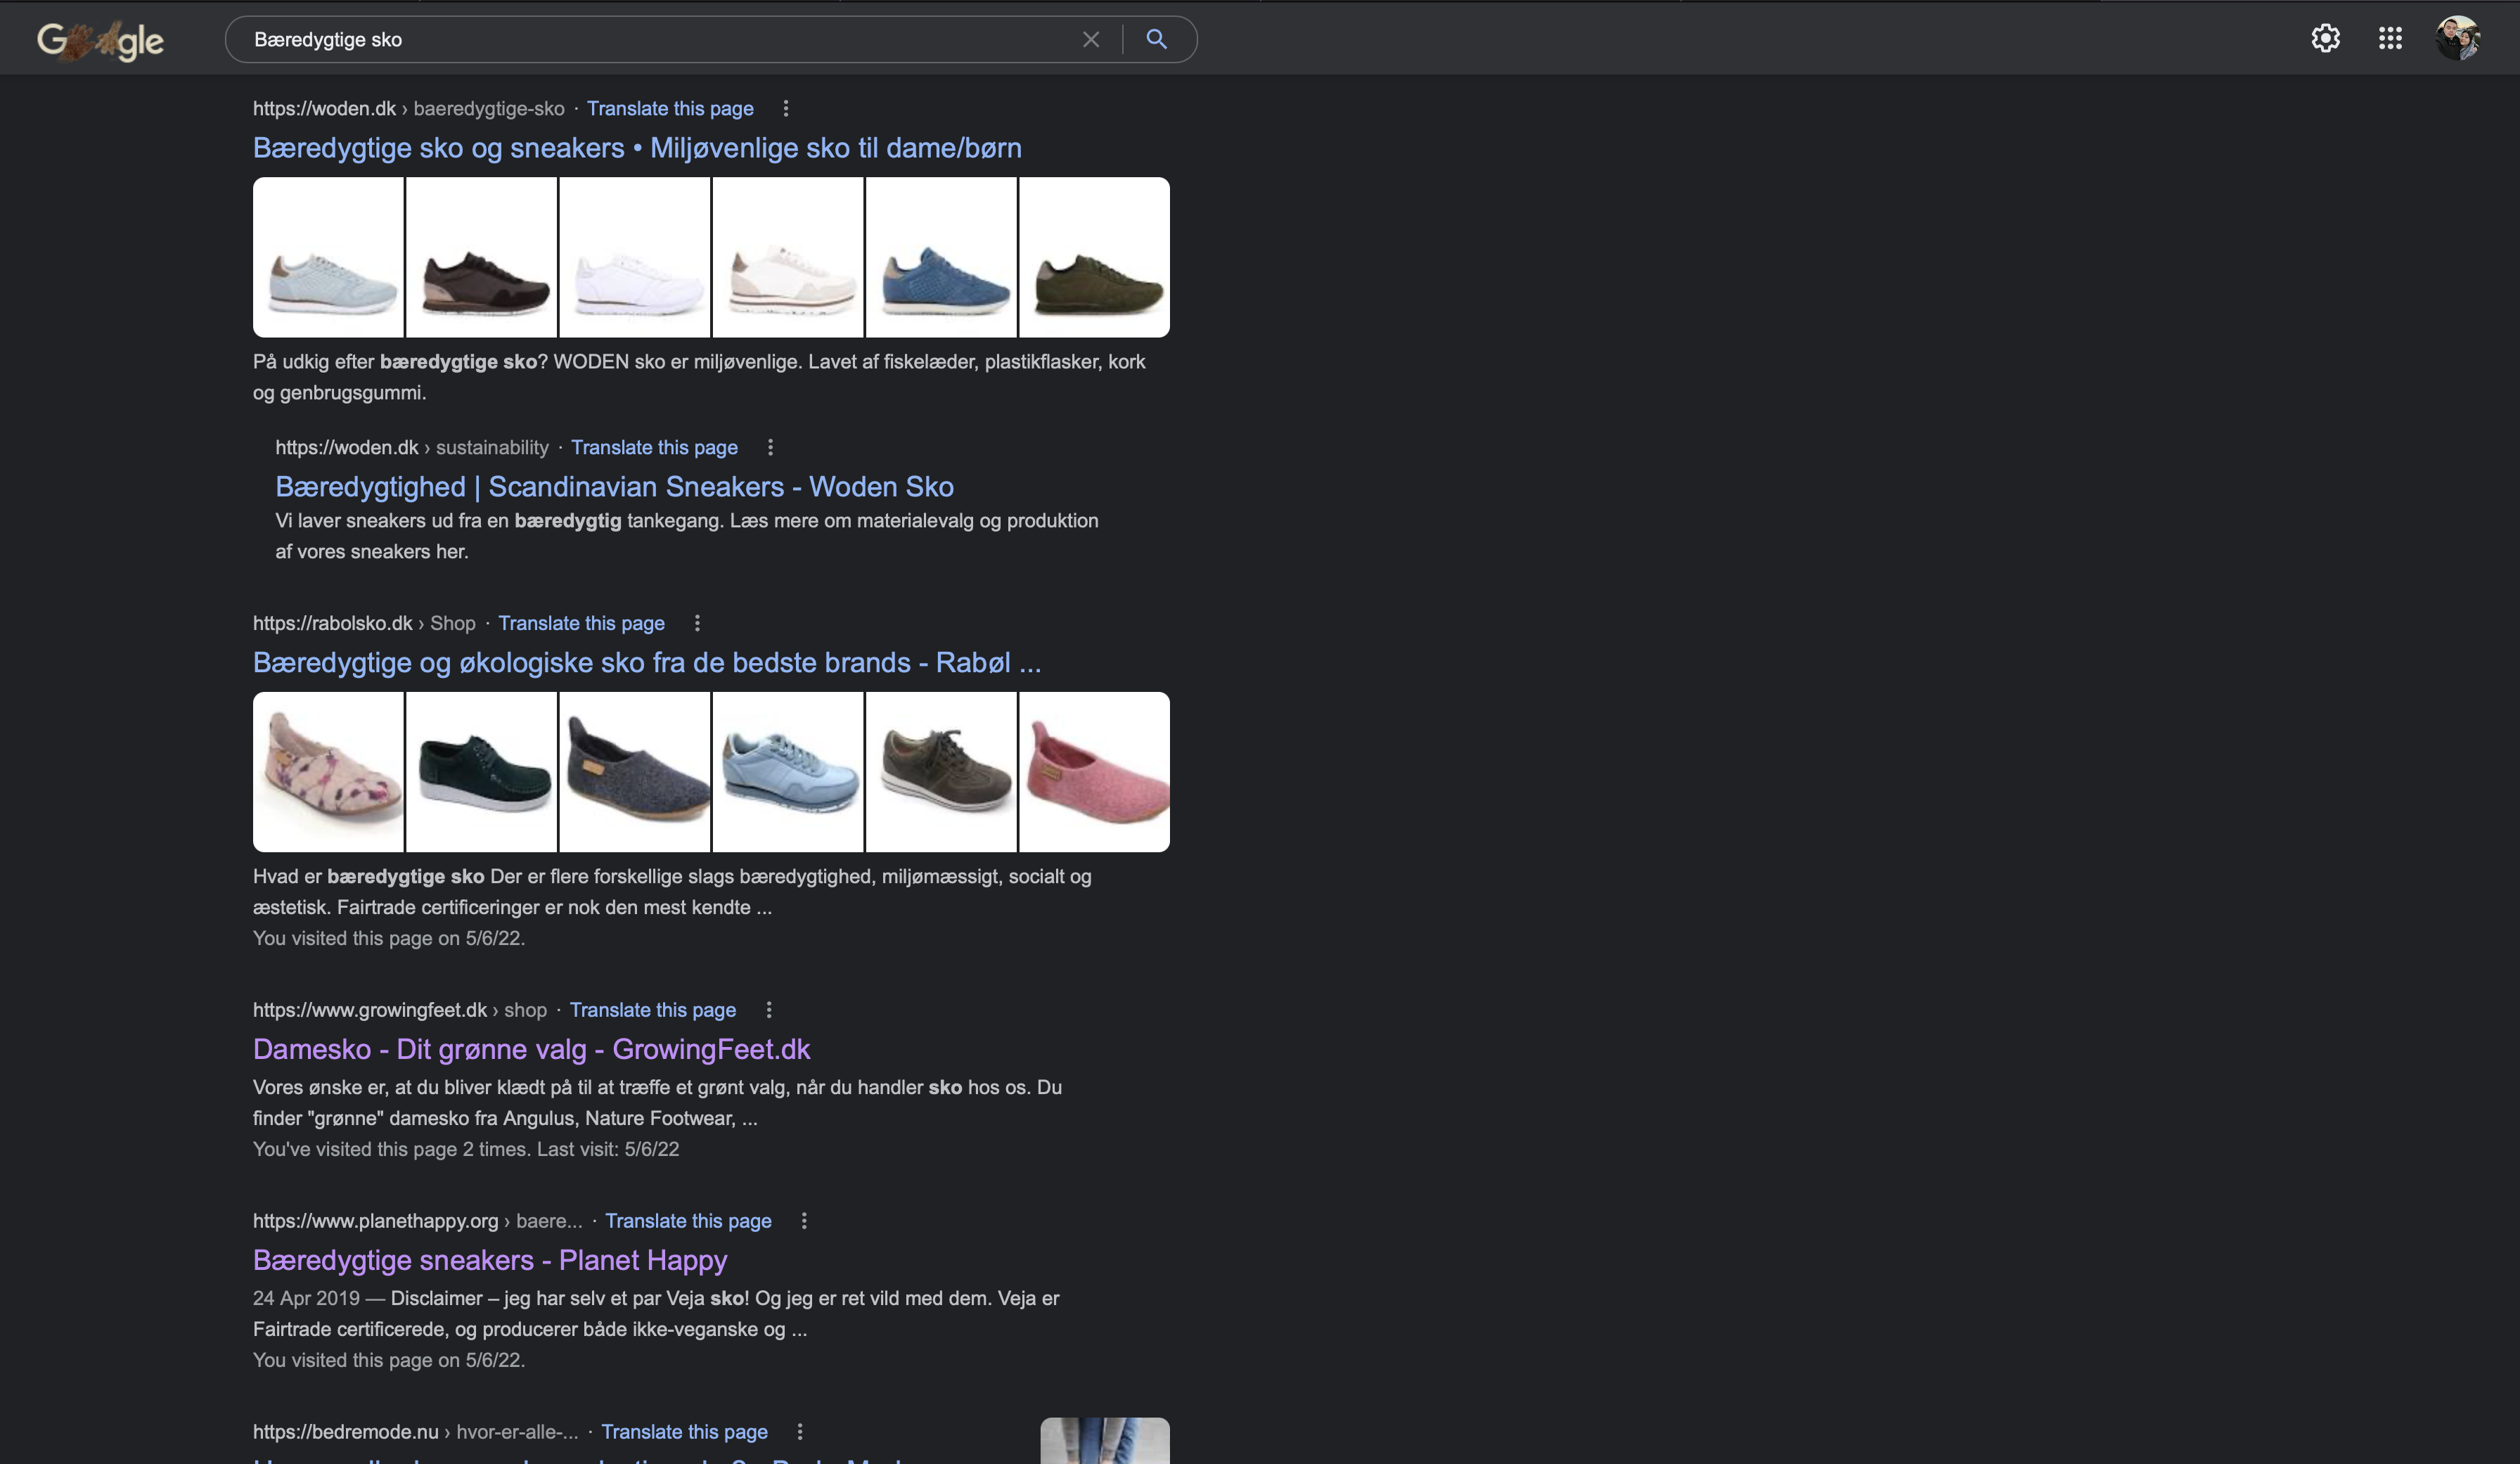 Google
Bæredygtige sko
https://woden.dk › baeredygtige-sko · Translate this page
Bæredygtige sko og sneakers • Miljøvenlige sko til dame/børn
På udkig efter bæredygtige sko? WODEN sko er miljøvenlige. Lavet af fiskelæder, plastikflasker, kork
og genbrugsgummi.
https://woden.dk › sustainability · Translate this page
Bæredygtighed | Scandinavian Sneakers - Woden Sko
Vi laver sneakers ud fra en bæredygtig tankegang. Læs mere om materialevalg og produktion
af vores sneakers her.
https://rabolsko.dk › Shop · Translate this page
Bæredygtige og økologiske sko fra de bedste brands - Rabøl ...
Hvad er bæredygtige sko Der er flere forskellige slags bæredygtighed, miljømæssigt, socialt og
æstetisk. Fairtrade certificeringer er nok den mest kendte ...
You visited this page on 5/6/22.
https://www.growingfeet.dk › shop · Translate this page
Damesko - Dit grønne valg - GrowingFeet.dk
Vores ønske er, at du bliver klædt på til at træffe et grønt valg, når du handler sko hos os. Du
finder "grønne" damesko fra Angulus, Nature Footwear, ...
You've visited this page 2 times. Last visit: 5/6/22
https://www.planethappy.org › baere... · Translate this page
Bæredygtige sneakers - Planet Happy
24 Apr 2019 — Disclaimer – jeg har selv et par Veja sko! Og jeg er ret vild med dem. Veja er
Fairtrade certificerede, og producerer både ikke-veganske og ...
You visited this page on 5/6/22.
https://bedremode.nu › hvor-er-alle-... · Translate this page